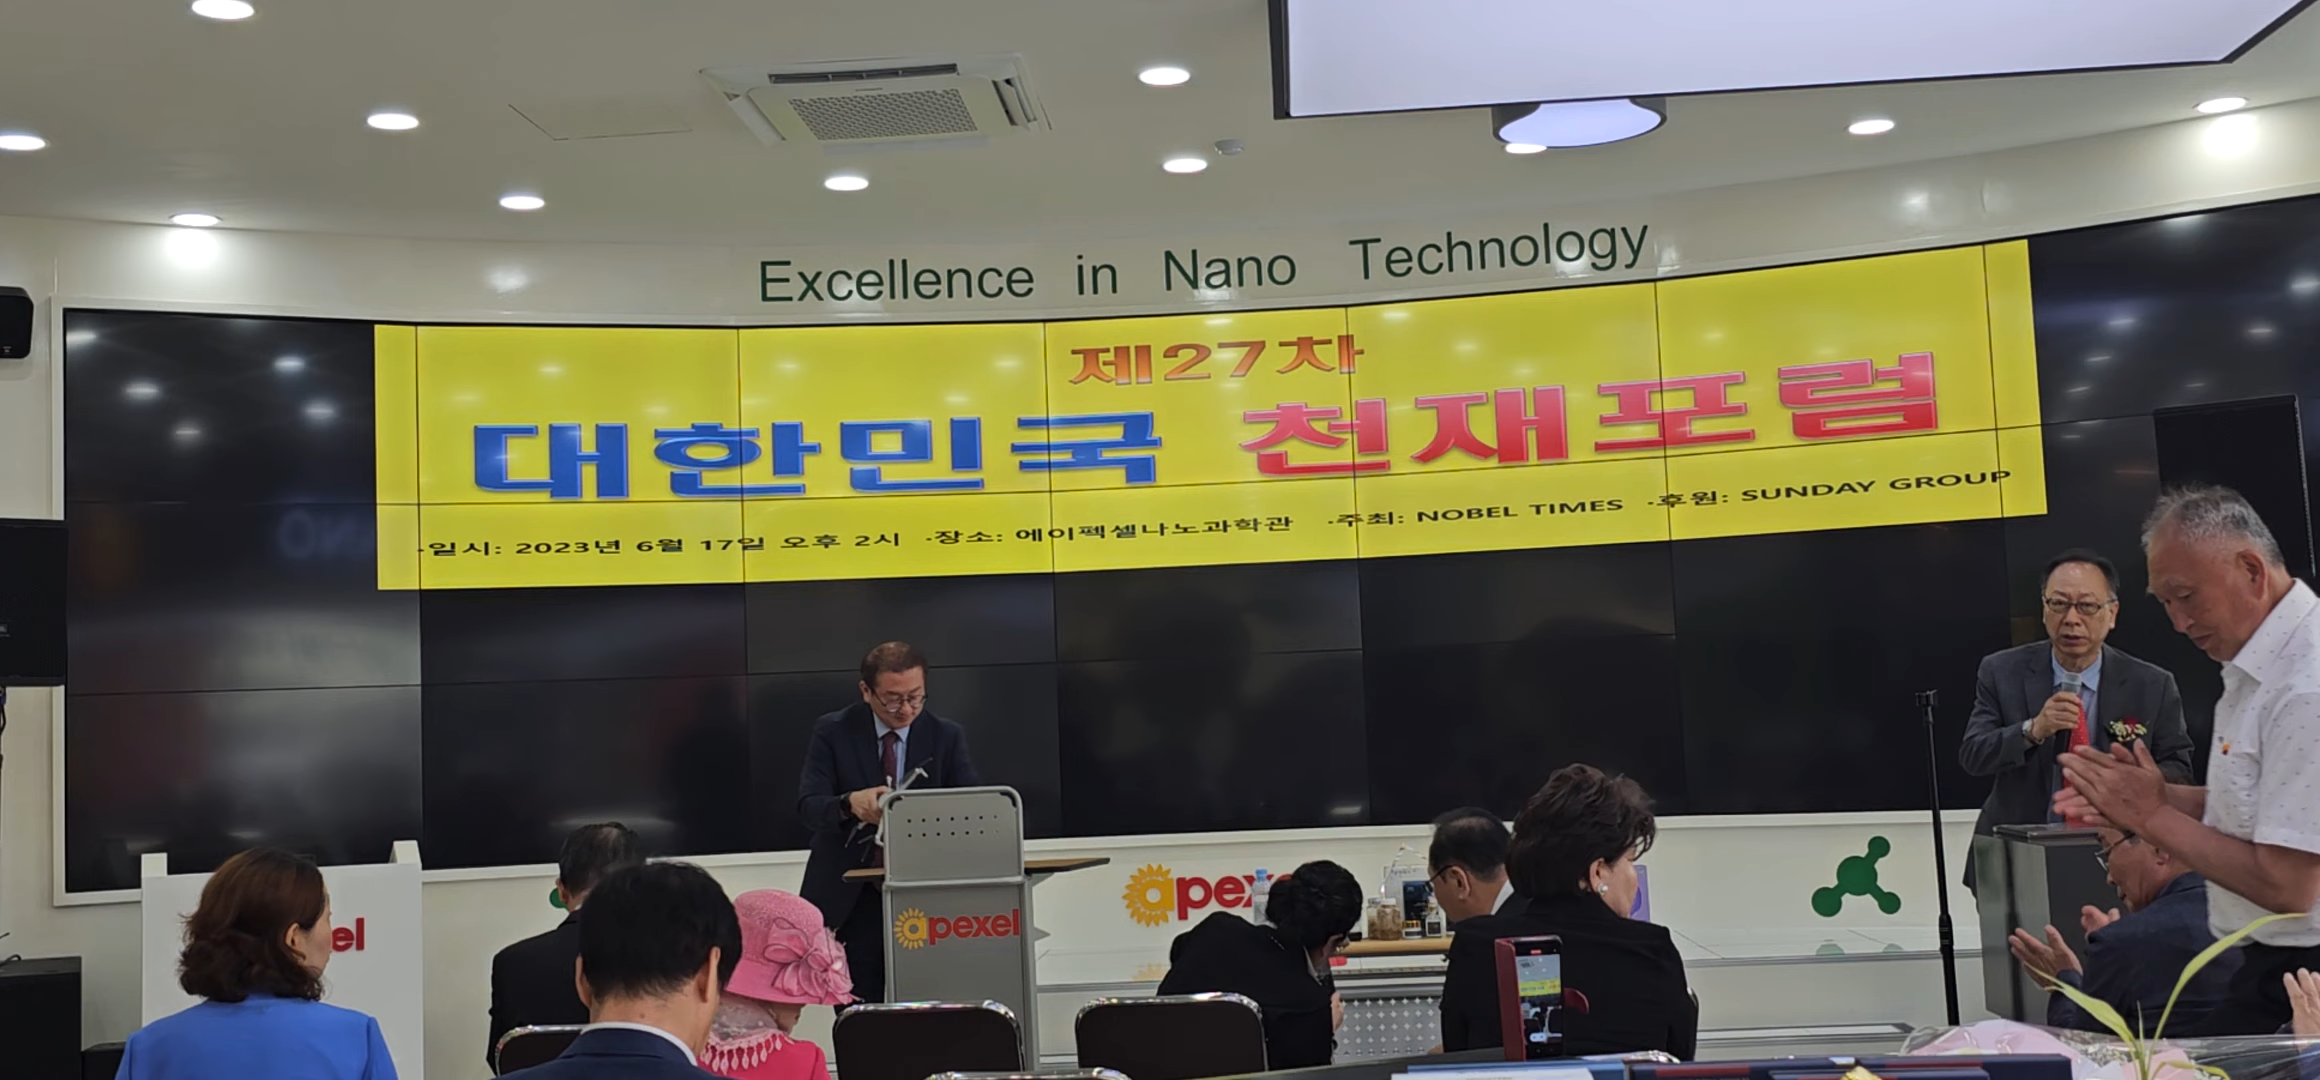 Excellence in Nano Technology
제27차
대한민국 천재포럼
·일시: 2023년 6월 17일 오후 2시 ·장소: 에이펙셀나노과학관 ·주최: NOBEL TIMES ·후원: SUNDAY GROUP
el
apexel
apex